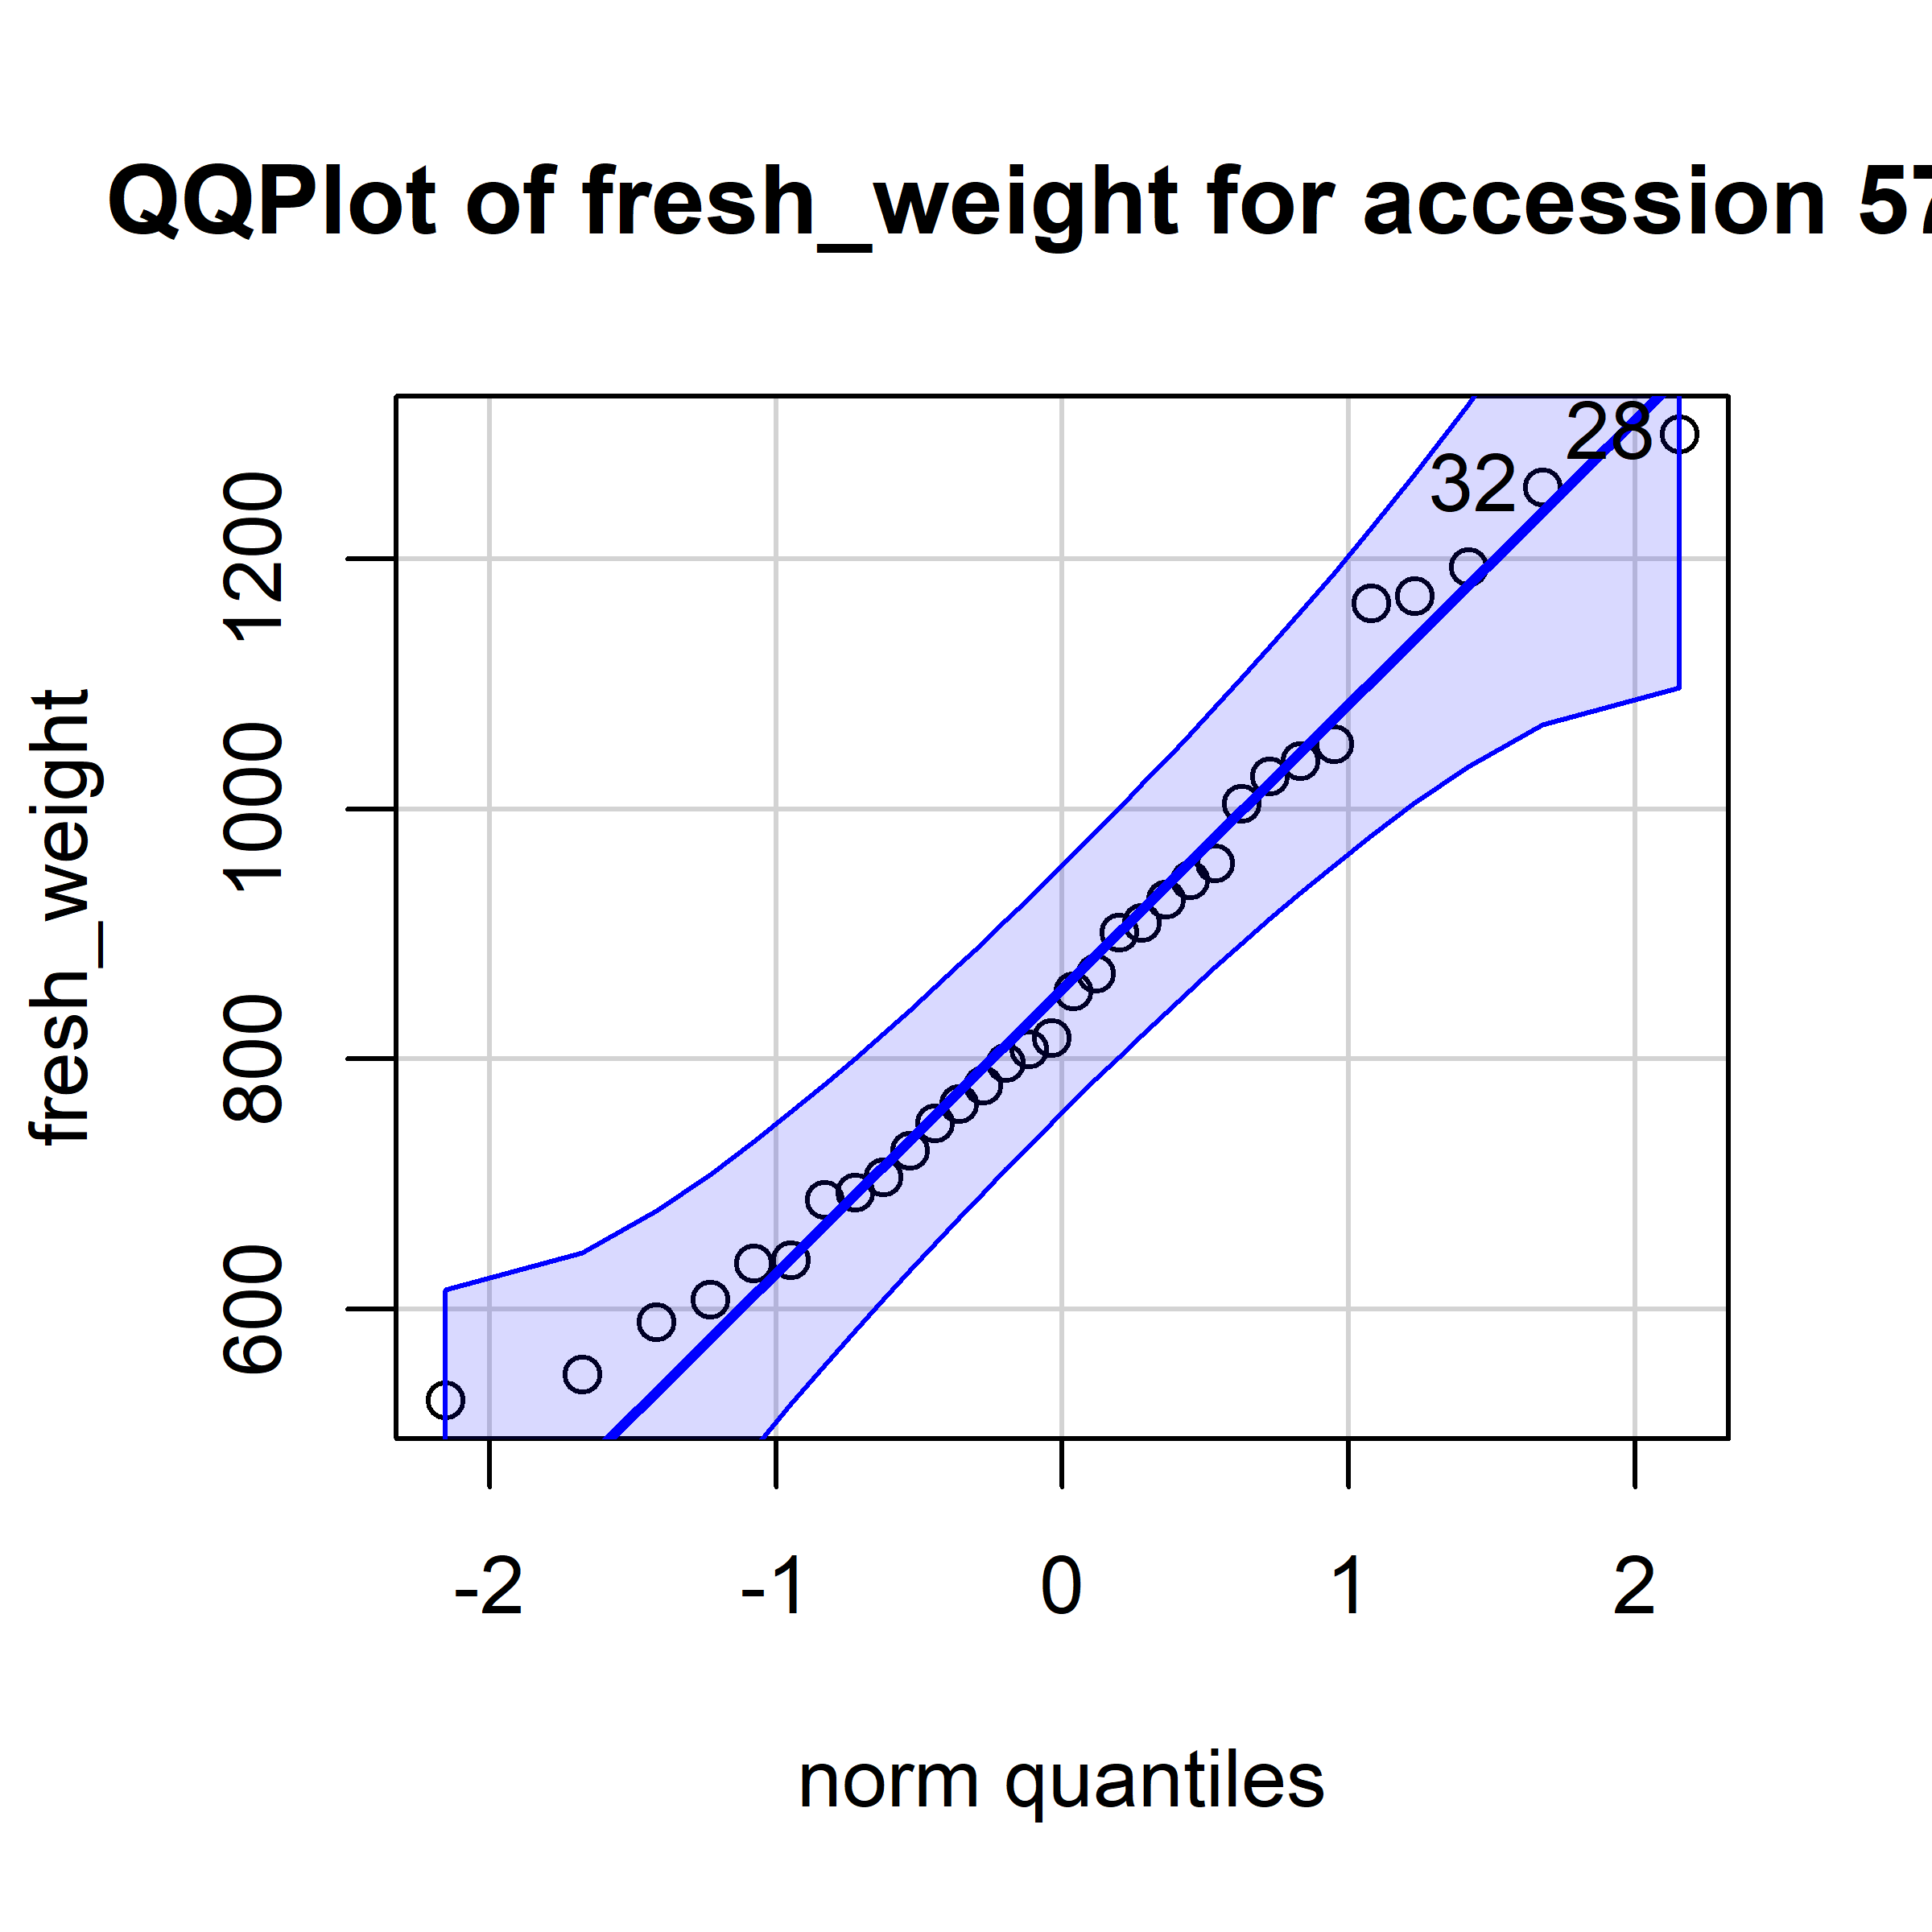 QQPlot of fresh_weight for accession 57
28
32
1200
1000
800
600
fresh_weight
-2 -1 0 1 2
norm quantiles